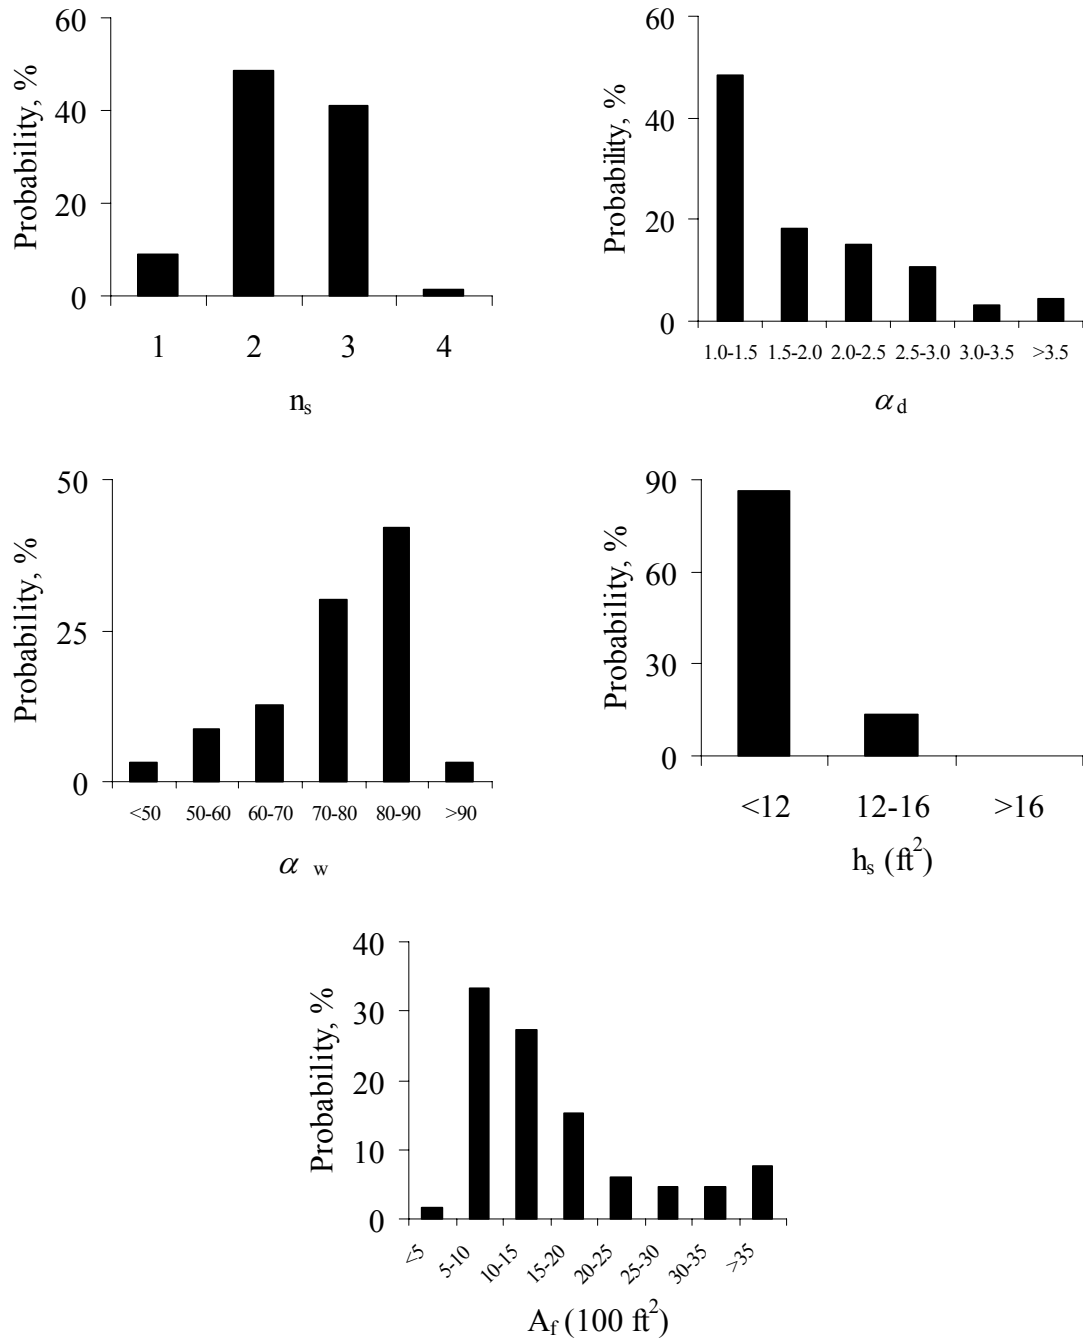 Probability, %
60
40
20
0
1 2 3 4
nₛ
Probability, %
60
40
20
0
1.0-1.5 1.5-2.0 2.0-2.5 2.5-3.0 3.0-3.5 >3.5
α d
Probability, %
50
25
0
<50 50-60 60-70 70-80 80-90 >90
α w
Probability, %
90
60
30
0
<12 12-16 >16
hₛ (ft²)
Probability, %
40
30
20
10
0
<5 5-10 10-15 15-20 20-25 25-30 30-35 >35
A_f (100 ft²)